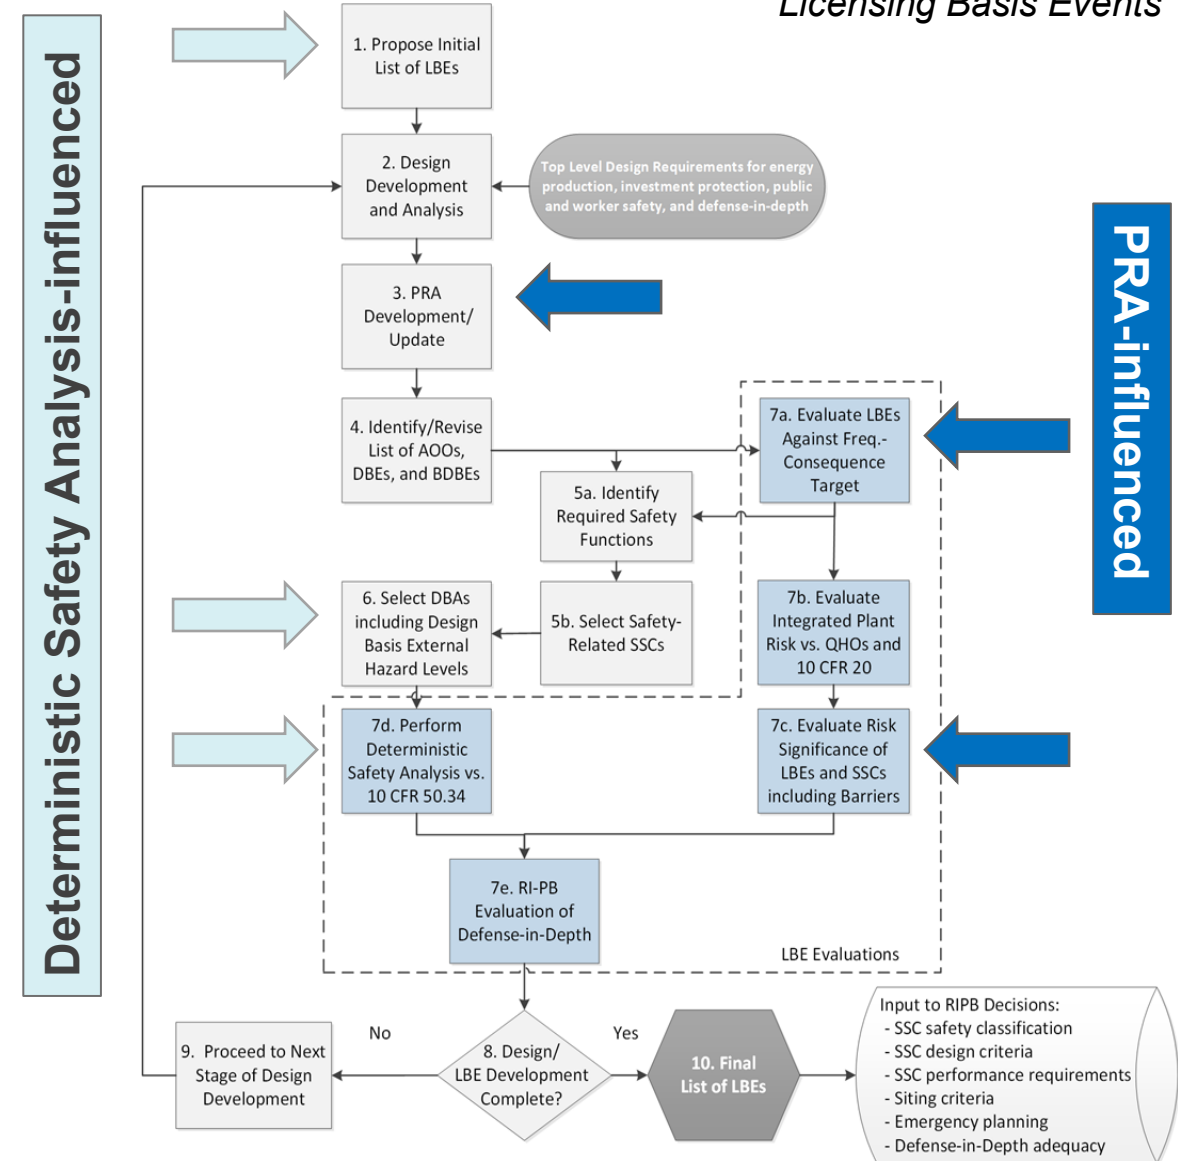 Licensing Basis Events
Deterministic Safety Analysis-influenced
PRA-influenced
1. Propose Initial
List of LBEs
2. Design
Development
and Analysis
Top Level Design Requirements for energy
production, investment protection, public
and worker safety, and defense-in-depth
3. PRA
Development/
Update
4. Identify/Revise
List of AOOs,
DBEs, and BDBEs
7a. Evaluate LBEs
Against Freq.-
Consequence
Target
5a. Identify
Required Safety
Functions
6. Select DBAs
including Design
Basis External
Hazard Levels
5b. Select Safety-
Related SSCs
7b. Evaluate
Integrated Plant
Risk vs. QHOs and
10 CFR 20
7d. Perform
Deterministic
Safety Analysis vs.
10 CFR 50.34
7c. Evaluate Risk
Significance of
LBEs and SSCs
including Barriers
7e. RI-PB
Evaluation of
Defense-in-Depth
LBE Evaluations
No
Yes
9. Proceed to Next
Stage of Design
Development
8. Design/
LBE Development
Complete?
10. Final
List of LBEs
Input to RIPB Decisions:
- SSC safety classification
- SSC design criteria
- SSC performance requirements
- Siting criteria
- Emergency planning
- Defense-in-Depth adequacy